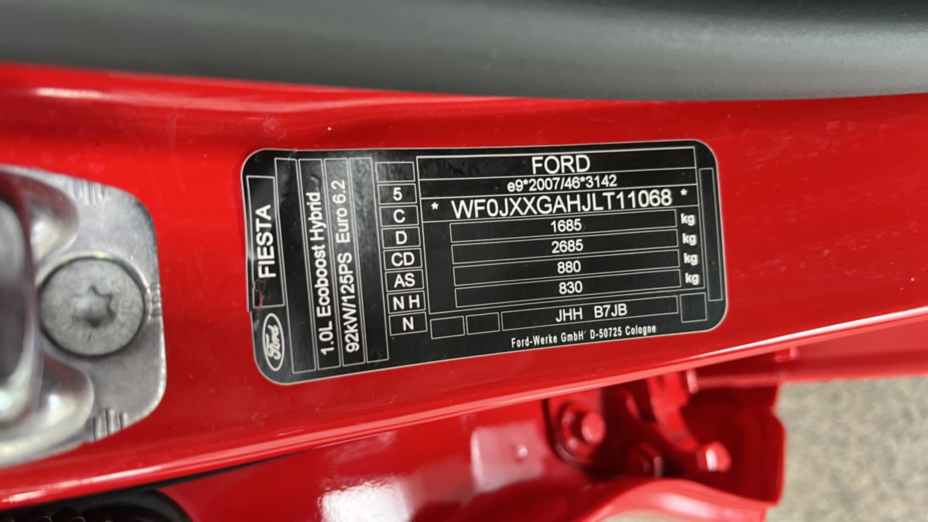 FIESTA
Ford
1.0L Ecoboost Hybrid
92kW/125PS Euro 6.2
5
C
D
CD
AS
N H
N
FORD
e9*2007/46*3142
* WF0JXXGAHJLT11068 *
1685 kg
2685 kg
880 kg
830 kg
JHH B7JB
Ford-Werke GmbH´ D-50725 Cologne